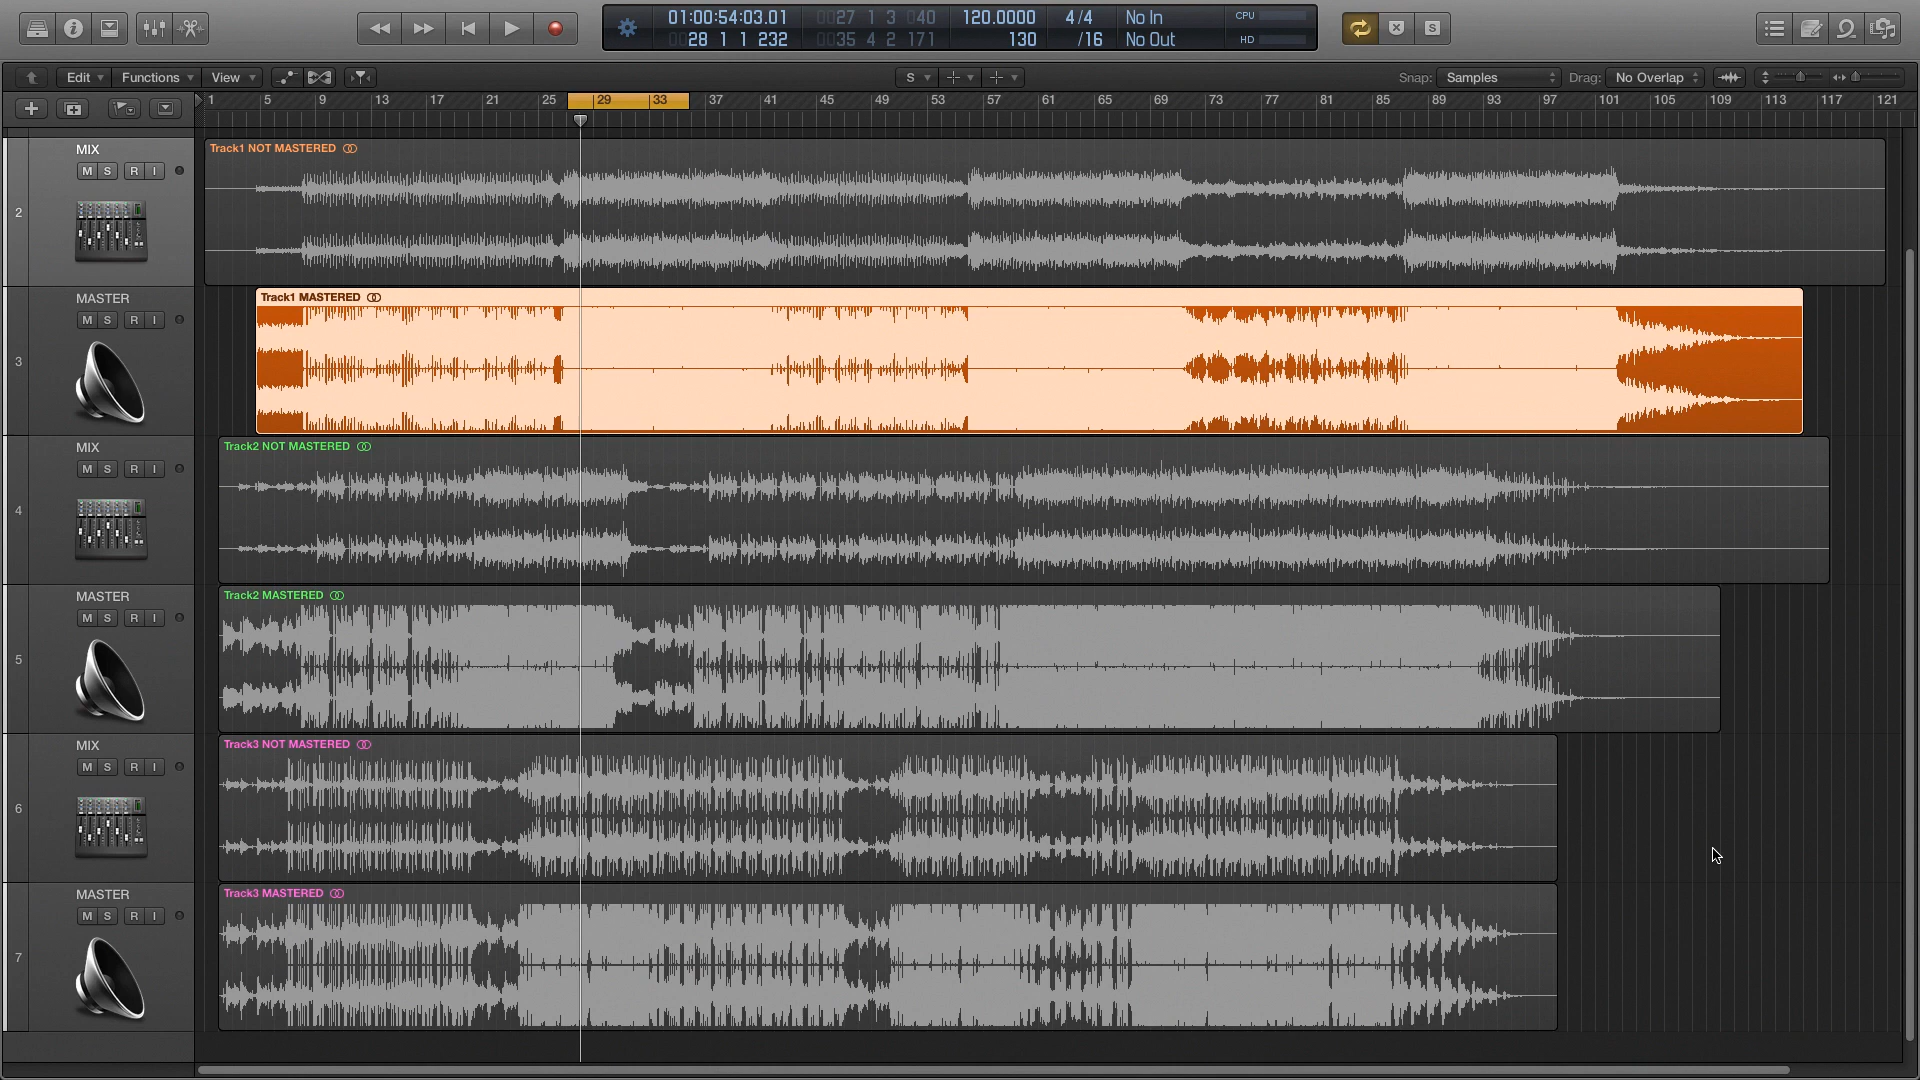 01:00:54:03.01 0027 1 3 040 120.0000 4/4 No In CPU
0028 1 1 232 0035 4 2 171 130 /16 No Out HD
S
Edit Functions View S Snap: Samples Drag: No Overlap
1 5 9 13 17 21 25 29 33 37 41 45 49 53 57 61 65 69 73 77 81 85 89 93 97 101 105 109 113 117 121
MIX
Track1 NOT MASTERED
M S R I
2
MASTER
Track1 MASTERED
M S R I
3
MIX
Track2 NOT MASTERED
M S R I
4
MASTER
Track2 MASTERED
M S R I
5
MIX
Track3 NOT MASTERED
M S R I
6
MASTER
Track3 MASTERED
M S R I
7